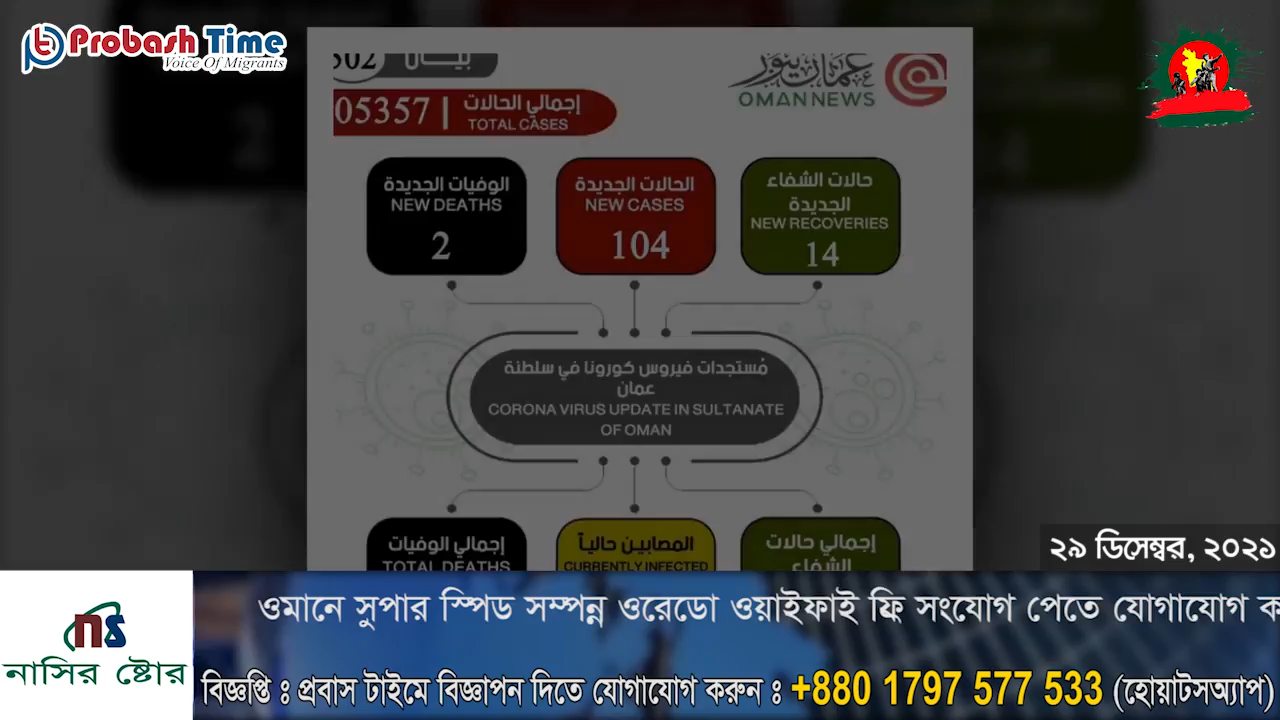 Probash Time
Voice Of Migrants
بيـــان
عمان نيوز
OMAN NEWS
05357 | إجمالي الحالات
TOTAL CASES
الوفيات الجديدة
NEW DEATHS
2
الحالات الجديدة
NEW CASES
104
حالات الشفاء
الجديدة
NEW RECOVERIES
14
مُستجدات فيروس كورونا في سلطنة
عمان
CORONA VIRUS UPDATE IN SULTANATE
OF OMAN
إجمالي الوفيات
TOTAL DEATHS
المصابين حالياً
CURRENTLY INFECTED
إجمالي حالات
الشفاء
২৯ ডিসেম্বর, ২০২১
ns
নাসির ষ্টোর
ওমানে সুপার স্পিড সম্পন্ন ওরেডো ওয়াইফাই ফ্রি সংযোগ পেতে যোগাযোগ ক
বিজ্ঞপ্তি ঃ প্রবাস টাইমে বিজ্ঞাপন দিতে যোগাযোগ করুন ঃ +880 1797 577 533 (হোয়াটসঅ্যাপ)